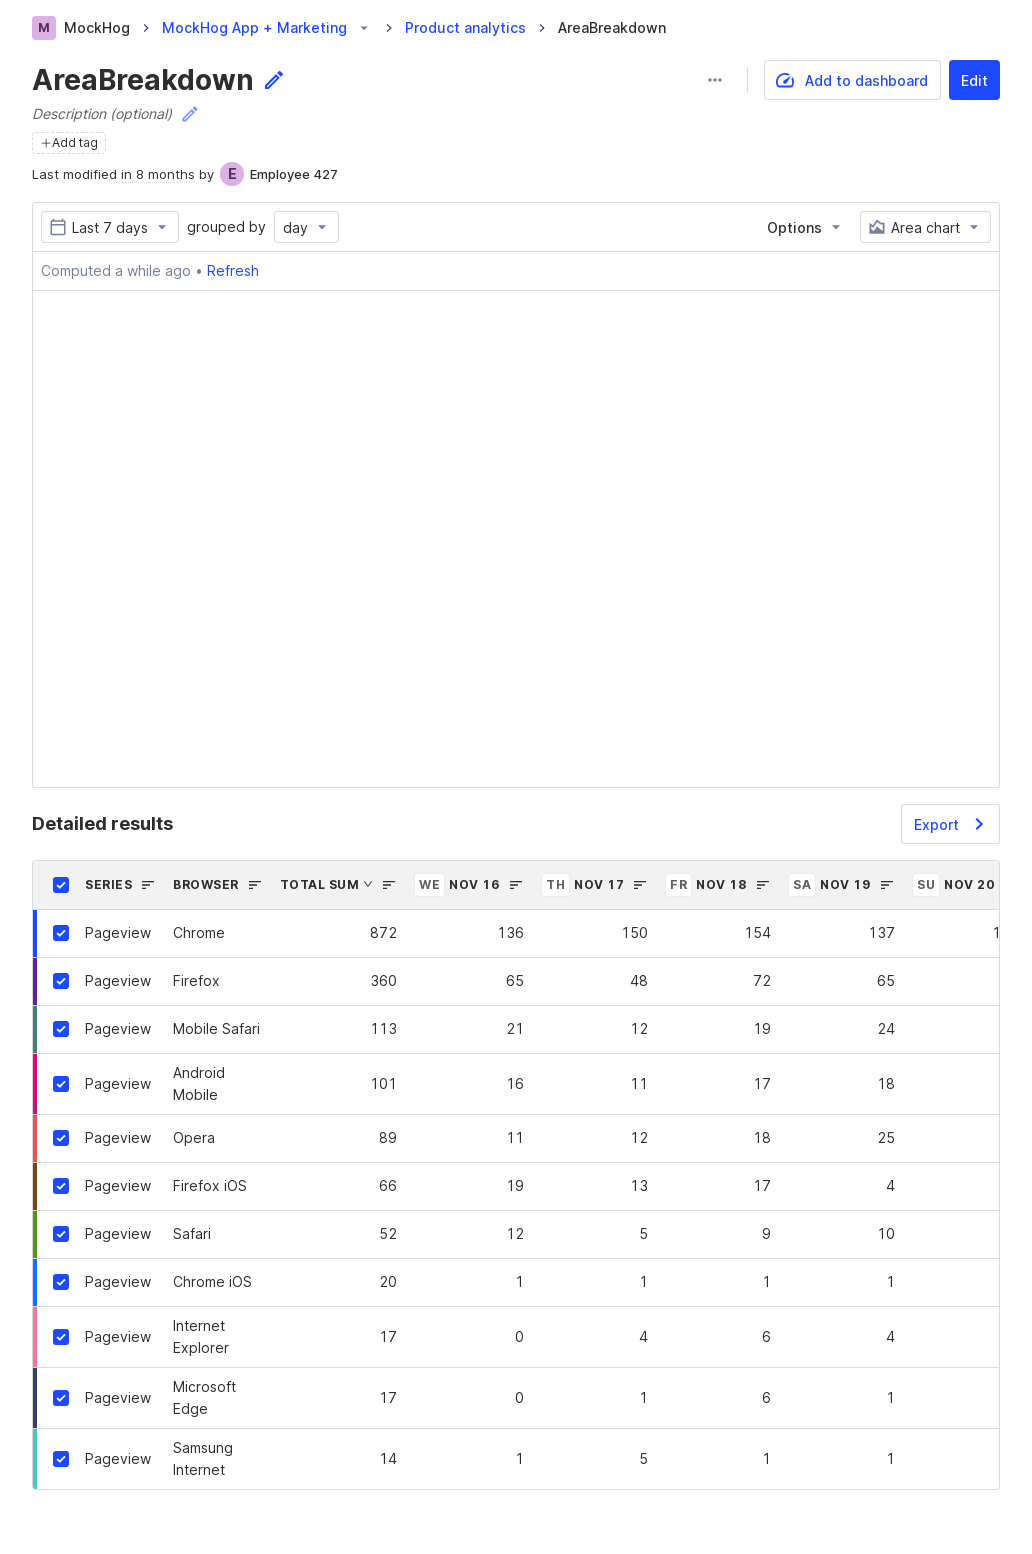 M MockHog MockHog App + Marketing Product analytics AreaBreakdown
AreaBreakdown
Add to dashboard Edit
Description (optional)
+Add tag
Last modified in 8 months by E Employee 427
Last 7 days grouped by day Options Area chart
Computed a while ago • Refresh
Detailed results
Export
SERIES BROWSER TOTAL SUM WE NOV 16 TH NOV 17 FR NOV 18 SA NOV 19 SU NOV 20
Pageview Chrome 872 136 150 154 137
Pageview Firefox 360 65 48 72 65
Pageview Mobile Safari 113 21 12 19 24
Pageview Android Mobile 101 16 11 17 18
Pageview Opera 89 11 12 18 25
Pageview Firefox iOS 66 19 13 17 4
Pageview Safari 52 12 5 9 10
Pageview Chrome iOS 20 1 1 1 1
Pageview Internet Explorer 17 0 4 6 4
Pageview Microsoft Edge 17 0 1 6 1
Pageview Samsung Internet 14 1 5 1 1